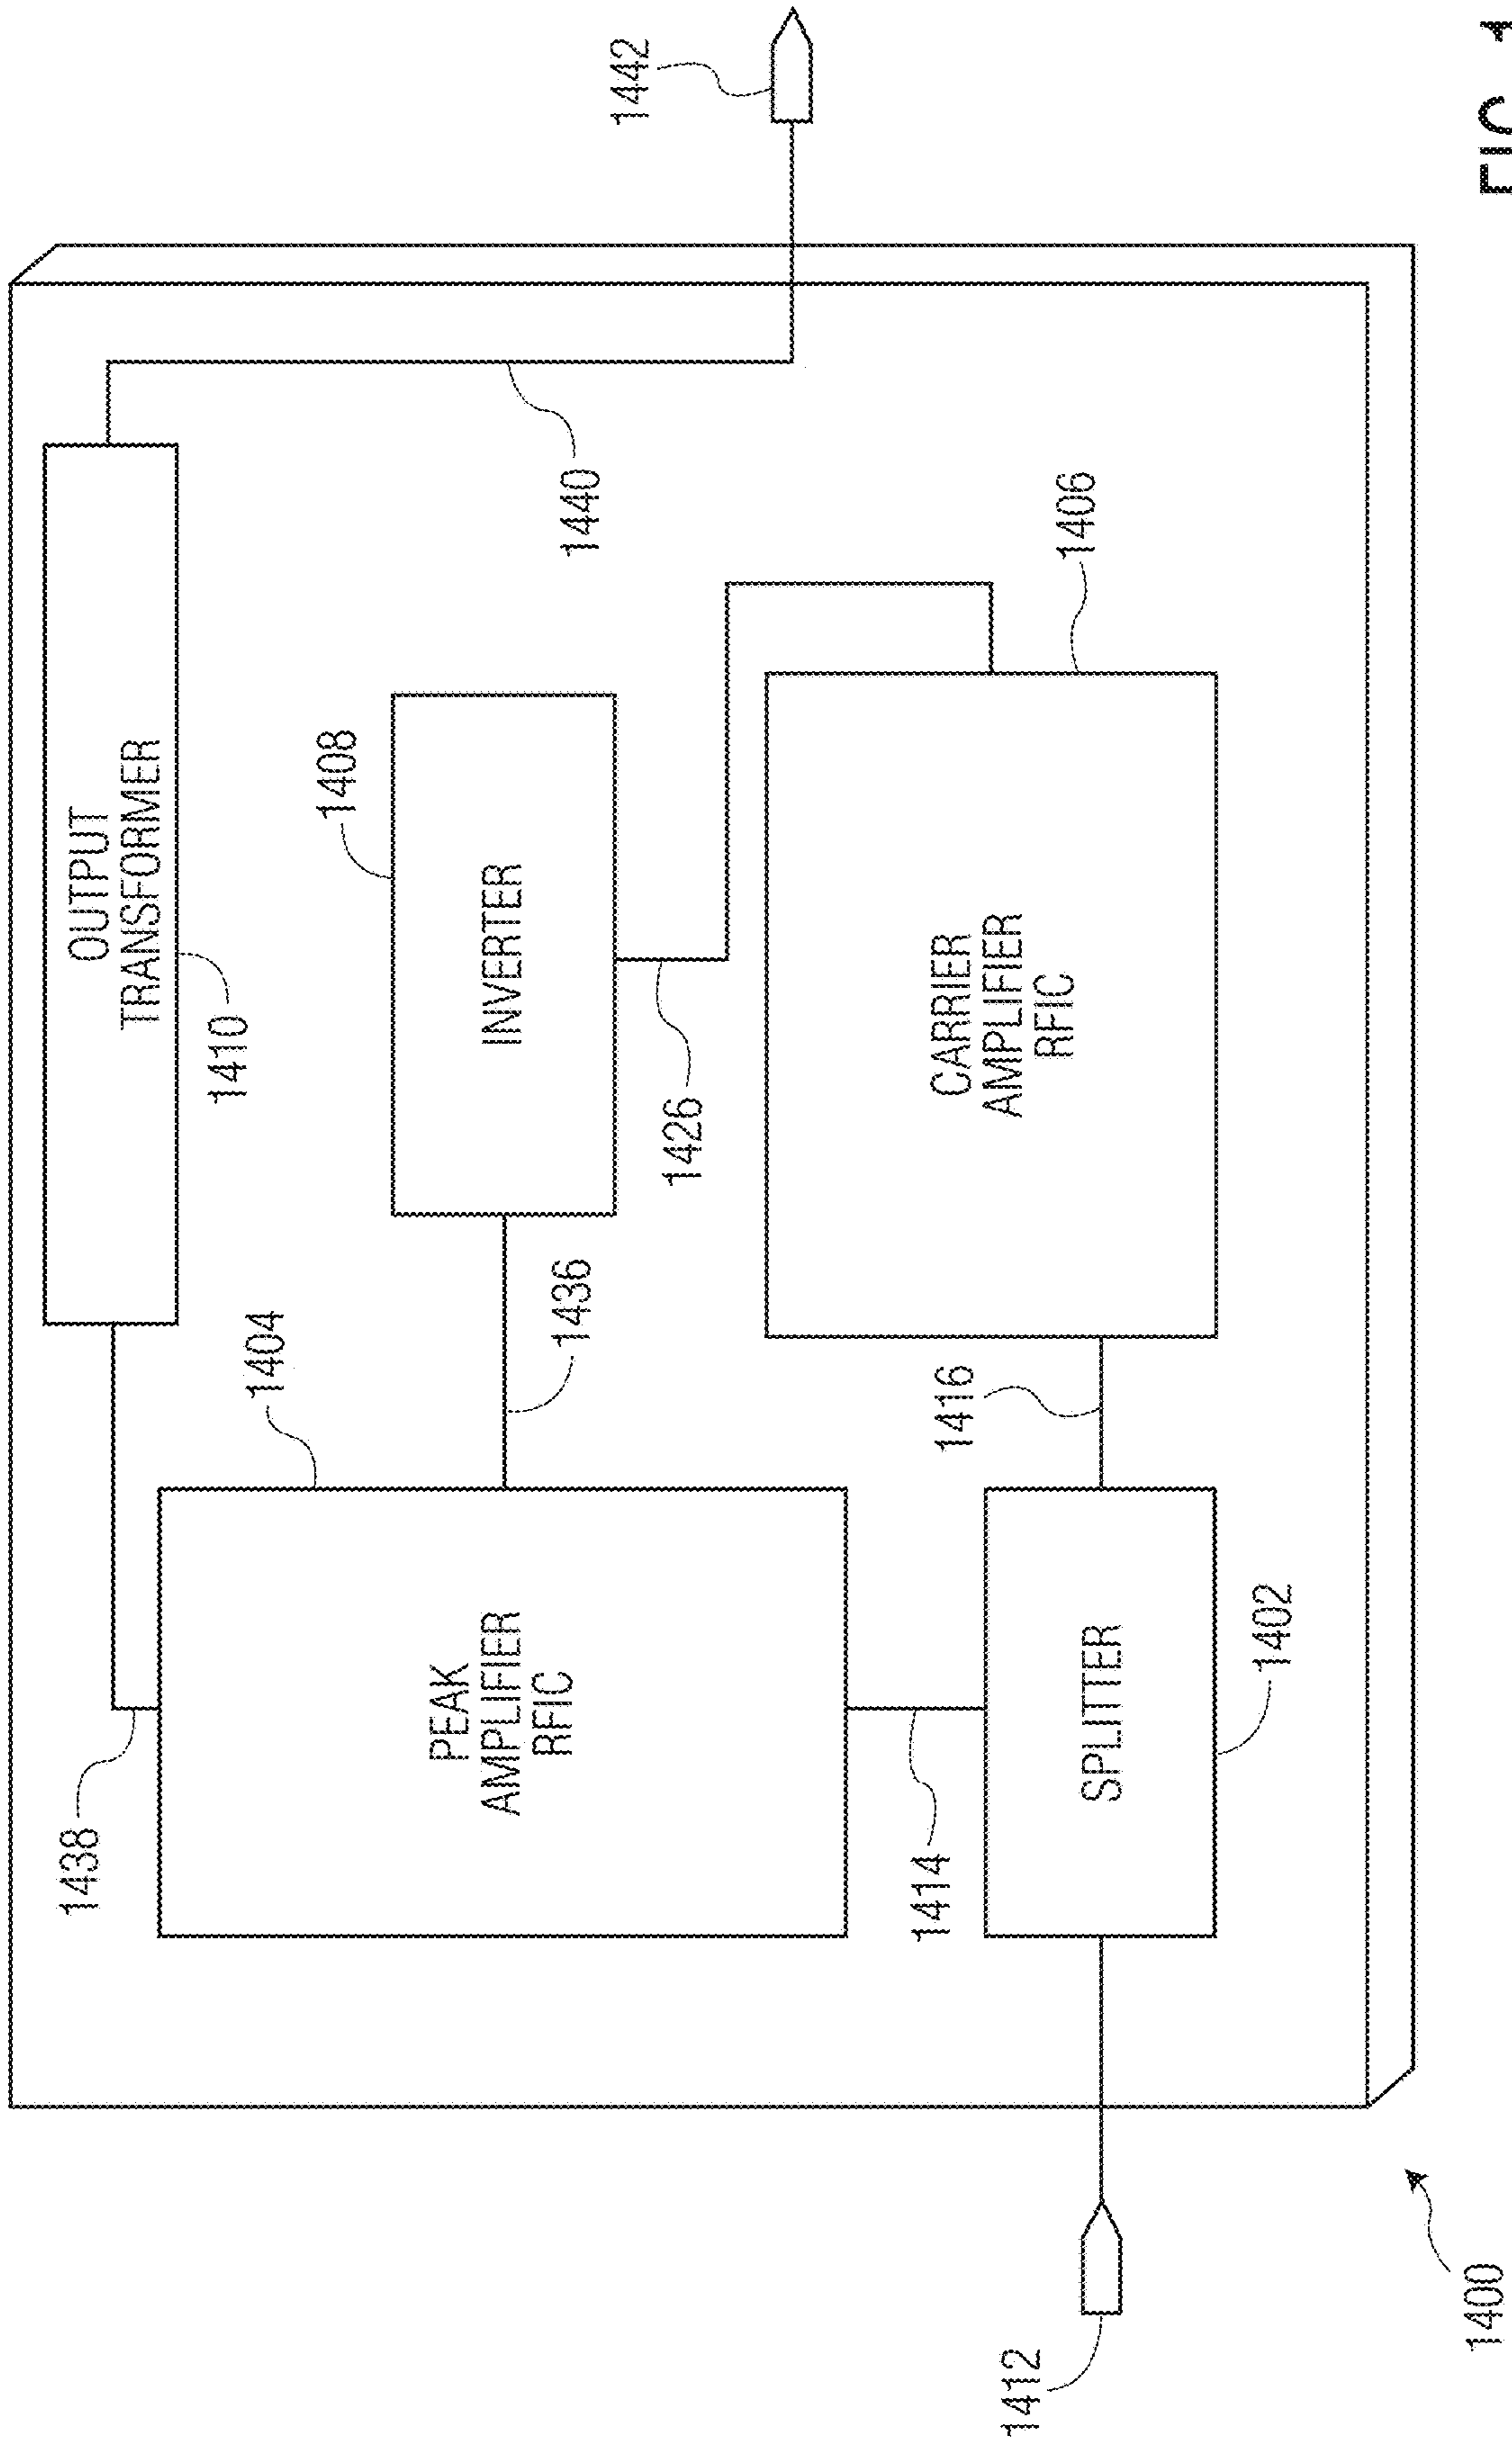 1438
1404
OUTPUT
TRANSFORMER
1410
PEAK
AMPLIFIER
RFIC
1436
INVERTER
1408
1440
1442
1414
1426
1412
SPLITTER
1402
1416
CARRIER
AMPLIFIER
RFIC
1406
1400